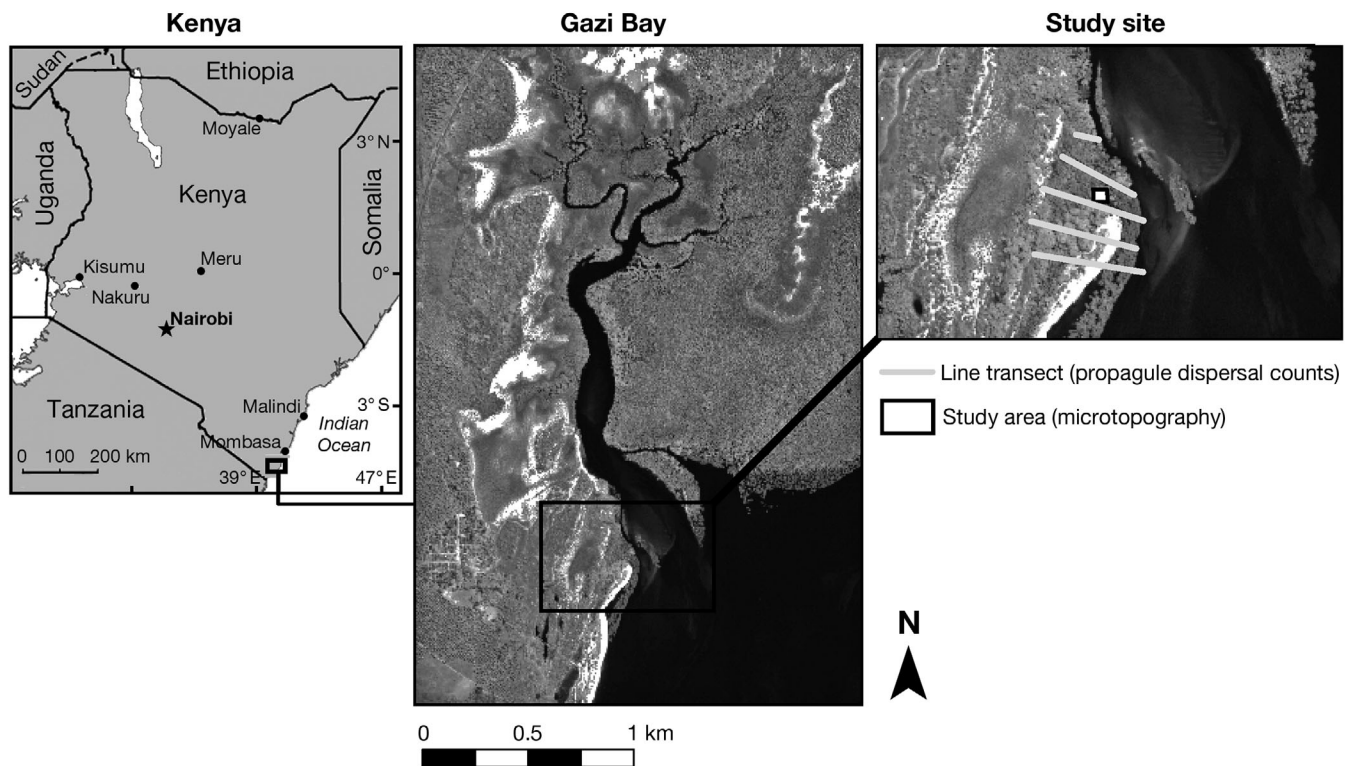 Kenya
Gazi Bay
Study site
Sudan
Ethiopia
Moyale
3° N
Uganda
Kenya
Somalia
Kisumu
Meru
0°
Nakuru
Nairobi
Tanzania
Malindi
3° S
Indian
Ocean
Mombasa
0 100 200 km
39° E
47° E
Line transect (propagule dispersal counts)
Study area (microtopography)
N
0 0.5 1 km